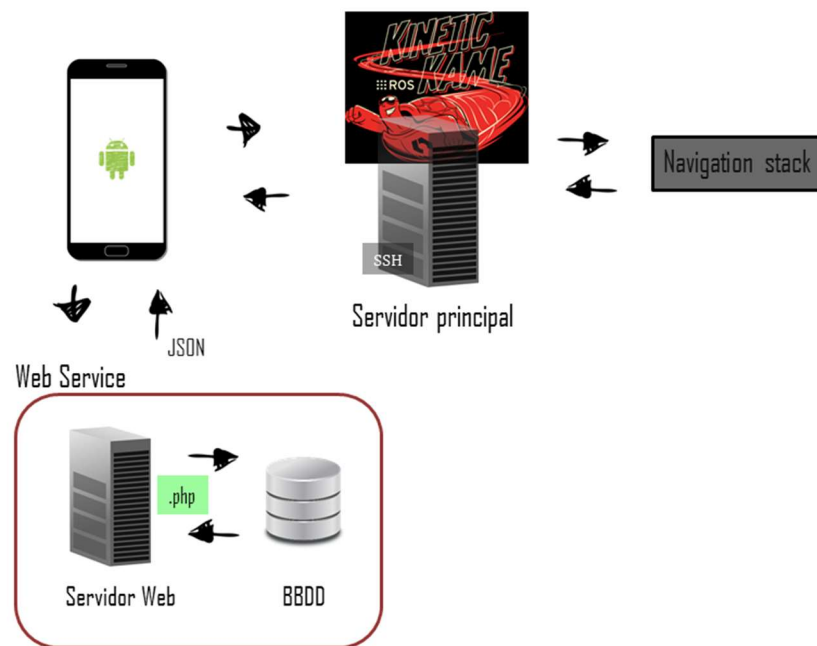 KINETIC
KAME
ROS
Navigation stack
SSH
Servidor principal
JSON
Web Service
.php
Servidor Web
BBDD